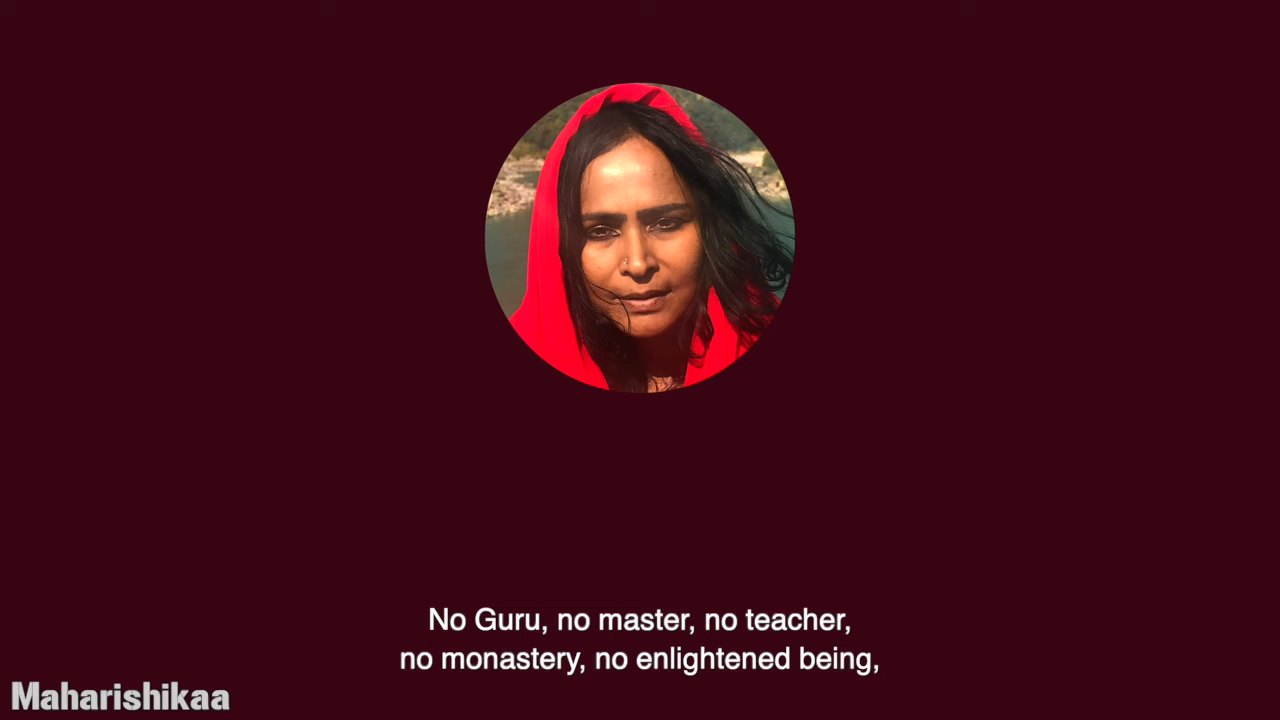 No Guru, no master, no teacher,
no monastery, no enlightened being,
Maharishikaa